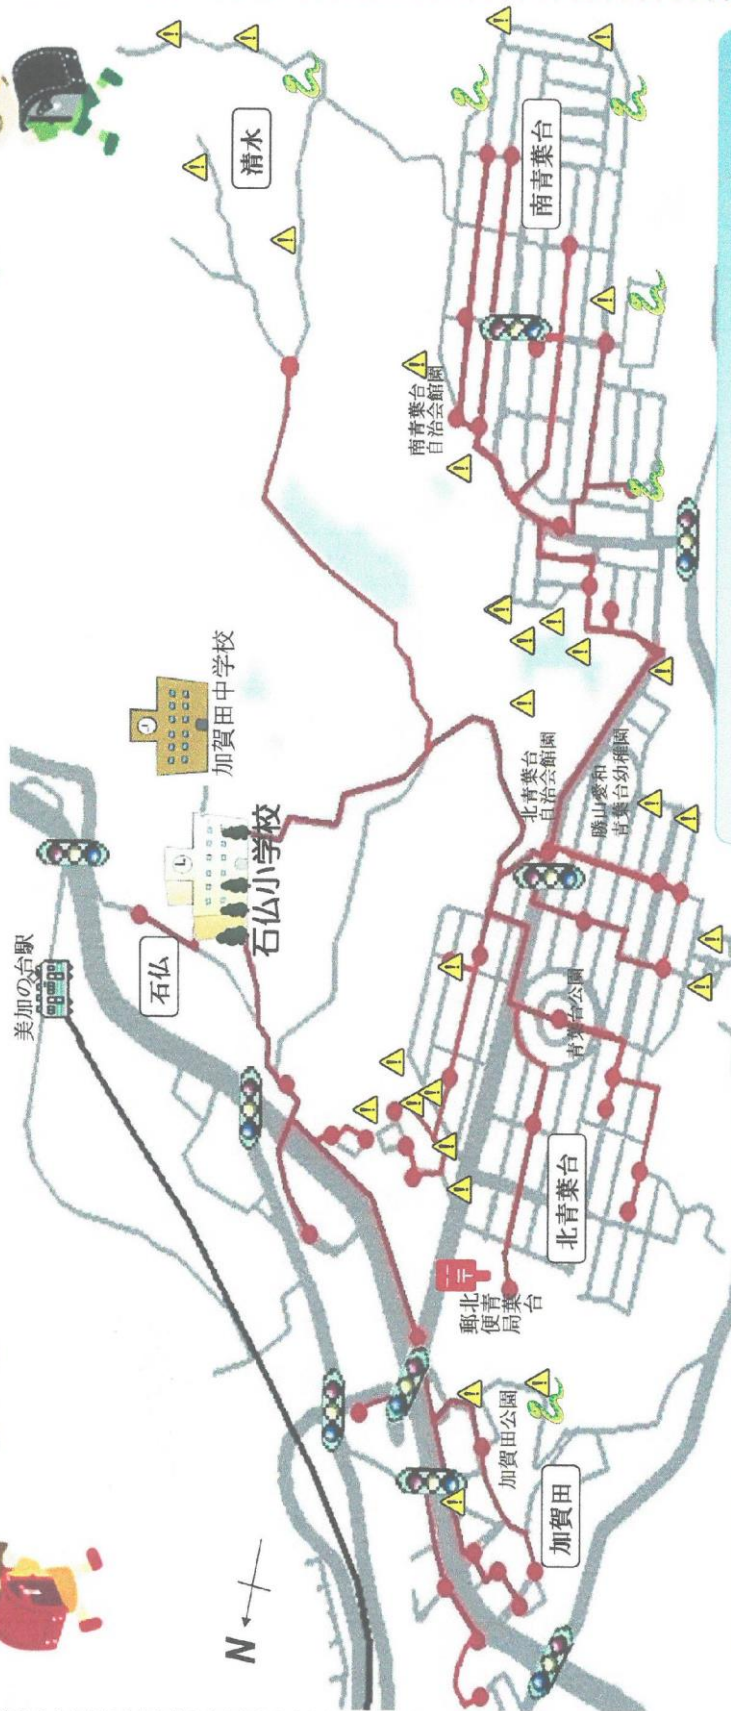 美加の台駅
石仏
石仏小学校
加賀田中学校
清水
南青葉台
南青葉台
自治会館園
北青葉台
自治会館園
勝山愛和
青葉台幼稚園
青葉台公園
北青葉台
北青葉台
郵便局
〒
加賀田公園
加賀田
N